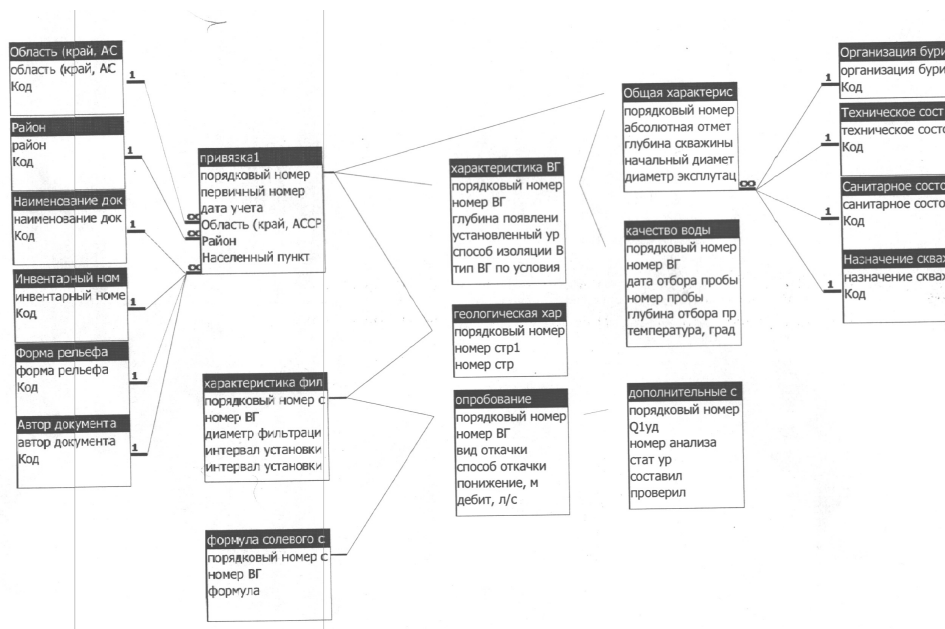 Область (край, АС
область (край, АС
Код
Район
район
Код
Наименование док
наименование док
Код
Инвентарный ном
инвентарный номе
Код
Форма рельефа
форма рельефа
Код
Автор документа
автор документа
Код
1
1
1
1
1
1
∞
∞
∞
привязка1
порядковый номер
первичный номер
дата учета
Область (край, АССР
Район
Населенный пункт
характеристика фил
порядковый номер с
номер ВГ
диаметр фильтраци
интервал установки
интервал установки
формула солевого с
порядковый номер с
номер ВГ
формула
характеристика ВГ
порядковый номер
номер ВГ
глубина появлени
установленный ур
способ изоляции В
тип ВГ по условия
геологическая хар
порядковый номер
номер стр1
номер стр
опробование
порядковый номер
номер ВГ
вид откачки
способ откачки
понижение, м
дебит, л/с
Общая характерис
порядковый номер
абсолютная отмет
глубина скважины
начальный диамет
диаметр эксплутац
∞
качество воды
порядковый номер
номер ВГ
дата отбора пробы
номер пробы
глубина отбора пр
температура, град
дополнительные с
порядковый номер
Q1уд
номер анализа
стат ур
составил
проверил
1
1
1
1
Организация бури
организация бури
Код
Техническое сост
техническое состо
Код
Санитарное состо
санитарное состо
Код
Назначение скваж
назначение скваж
Код